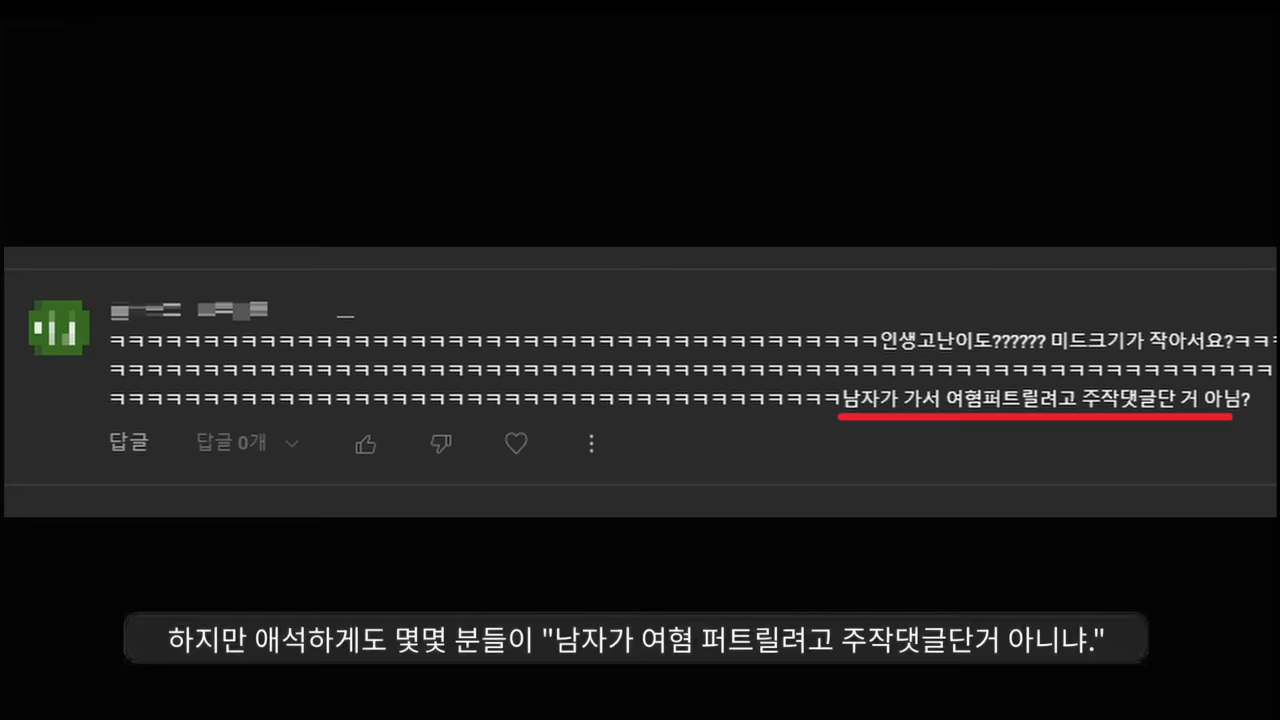 ㅋㅋㅋㅋㅋㅋㅋㅋㅋㅋㅋㅋㅋㅋㅋㅋㅋㅋㅋㅋㅋㅋㅋㅋㅋㅋㅋㅋㅋㅋㅋㅋㅋㅋㅋㅋㅋㅋㅋㅋㅋ인생고난이도?????? 미드크기가 작아서요?ㅋㅋㅋ
ㅋㅋㅋㅋㅋㅋㅋㅋㅋㅋㅋㅋㅋㅋㅋㅋㅋㅋㅋㅋㅋㅋㅋㅋㅋㅋㅋㅋㅋㅋㅋㅋㅋㅋㅋㅋㅋㅋㅋㅋㅋㅋㅋㅋㅋㅋㅋㅋㅋㅋㅋㅋㅋㅋㅋㅋㅋㅋㅋㅋㅋㅋ
ㅋㅋㅋㅋㅋㅋㅋㅋㅋㅋㅋㅋㅋㅋㅋㅋㅋㅋㅋㅋㅋㅋㅋㅋㅋㅋㅋㅋㅋㅋㅋㅋㅋㅋㅋㅋㅋㅋㅋ남자가 가서 여혐퍼트릴려고 주작댓글단 거 아님?
답글 답글 0개
하지만 애석하게도 몇몇 분들이 "남자가 여혐 퍼트릴려고 주작댓글단거 아니냐."